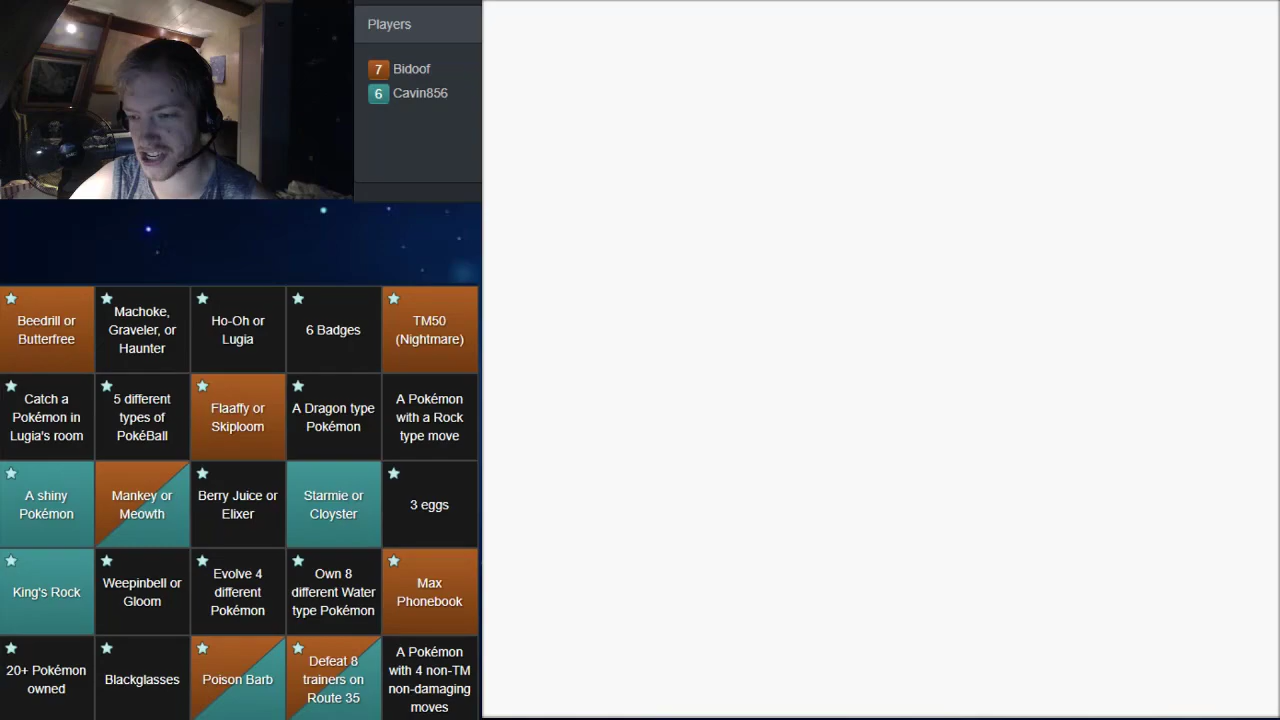 Players
7 Bidoof
6 Cavin856
Beedrill or
Butterfree
Machoke,
Graveler, or
Haunter
Ho-Oh or
Lugia
6 Badges
TM50
(Nightmare)
Catch a
Pokémon in
Lugia's room
5 different
types of
PokéBall
Flaaffy or
Skiploom
A Dragon type
Pokémon
A Pokémon
with a Rock
type move
A shiny
Pokémon
Mankey or
Meowth
Berry Juice or
Elixer
Starmie or
Cloyster
3 eggs
King's Rock
Weepinbell or
Gloom
Evolve 4
different
Pokémon
Own 8
different Water
type Pokémon
Max
Phonebook
20+ Pokémon
owned
Blackglasses
Poison Barb
Defeat 8
trainers on
Route 35
A Pokémon
with 4 non-TM
non-damaging
moves